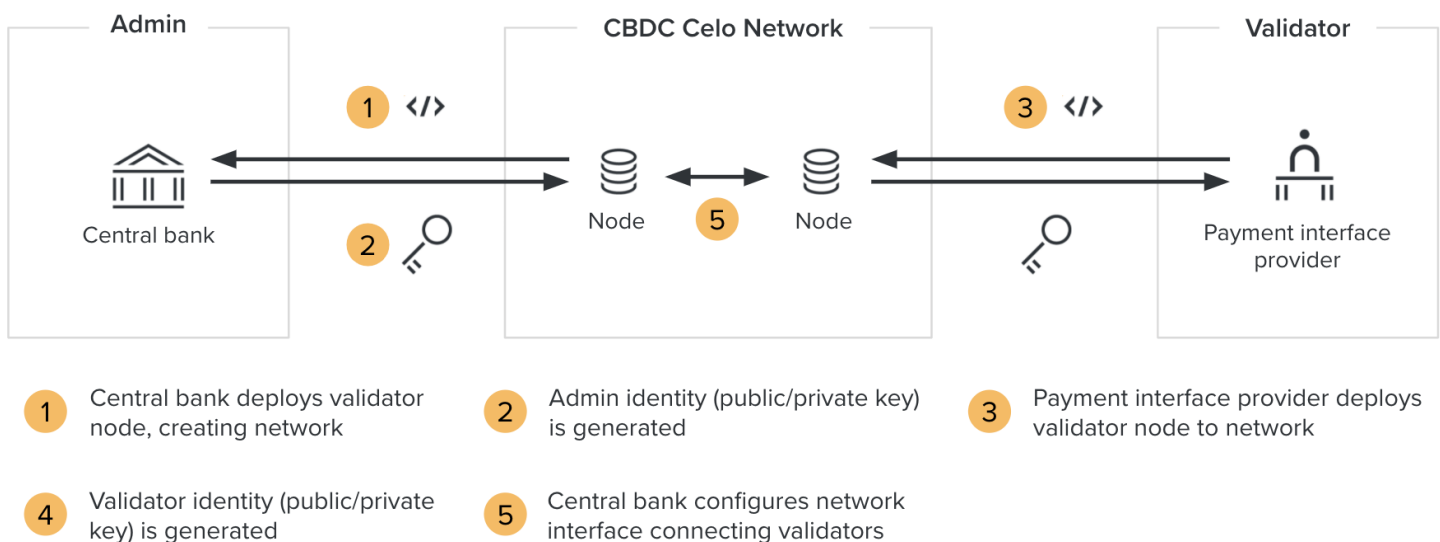 Admin
CBDC Celo Network
Validator
1 </>
3 </>
Central bank
Node
5
Node
2
Payment interface
provider
1 Central bank deploys validator
node, creating network
2 Admin identity (public/private key)
is generated
3 Payment interface provider deploys
validator node to network
4 Validator identity (public/private
key) is generated
5 Central bank configures network
interface connecting validators